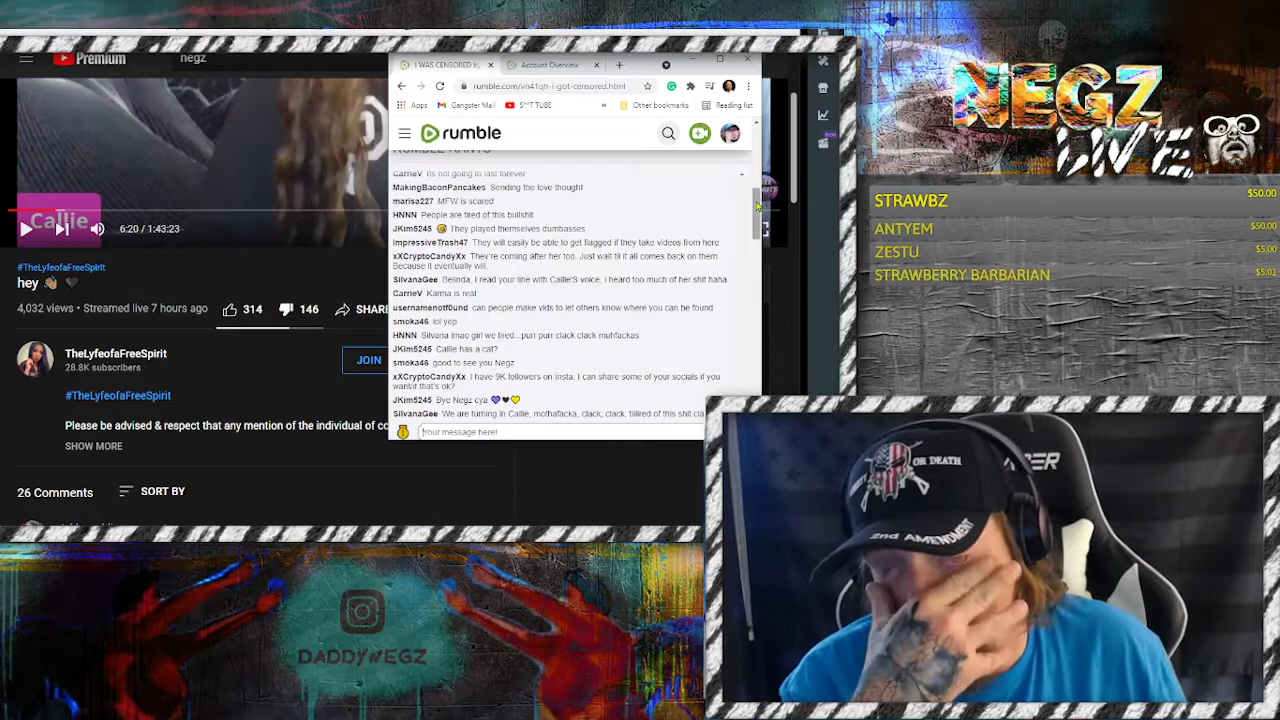 Premium
negz
Callie
6:20 / 1:43:23
#TheLyfeofaFreeSpirit
hey
4,032 views • Streamed live 7 hours ago
314
146
SHARE
TheLyfeofaFreeSpirit
28.8K subscribers
JOIN
#TheLyfeofaFreeSpirit
Please be advised & respect that any mention of the individual of co
SHOW MORE
26 Comments
SORT BY
I WAS CENSORED by
Account Overview
rumble.com/vn41qh-i-got-censored.html
Apps
Gangster Mail
S**T TUBE
Other bookmarks
Reading list
rumble
RUMBLE RANTS
CarrieV its not going to last forever
MakingBaconPancakes Sending the love though!
marisa227 MFW is scared
HNNN People are tired of this bullshit
JKim5245 They played themselves dumbasses
ImpressiveTrash47 They will easily be able to get flagged if they take videos from here
xXCryptoCandyXx They're coming after her too. Just wait til it all comes back on them.
Because it eventually will.
SilvanaGee Belinda, I read your line with Callie'S voice, i heard too much of her shit haha
CarrieV Karma is real
usernamenotf0und can people make vids to let others know where you can be found
smoka46 lol yep
HNNN Silvana lmao girl we tired...purr purr clack clack muhfackas
JKim5245 Callie has a cat?
smoka46 good to see you Negz
xXCryptoCandyXx I have 9K followers on Insta. I can share some of your socials if you
want/if that's ok?
JKim5245 Bye Negz cya
SilvanaGee We are turning in Callie, mothafacka, clack, clack, tiiiired of this shit cla
Your message here!
New
NEGZ
LIVE
STRAWBZ $50.00
ANTYEM $50.00
ZESTU $5.00
STRAWBERRY BARBARIAN $5.01
OR DEATH
2nd AMENDMENT
DADDYNEGZ